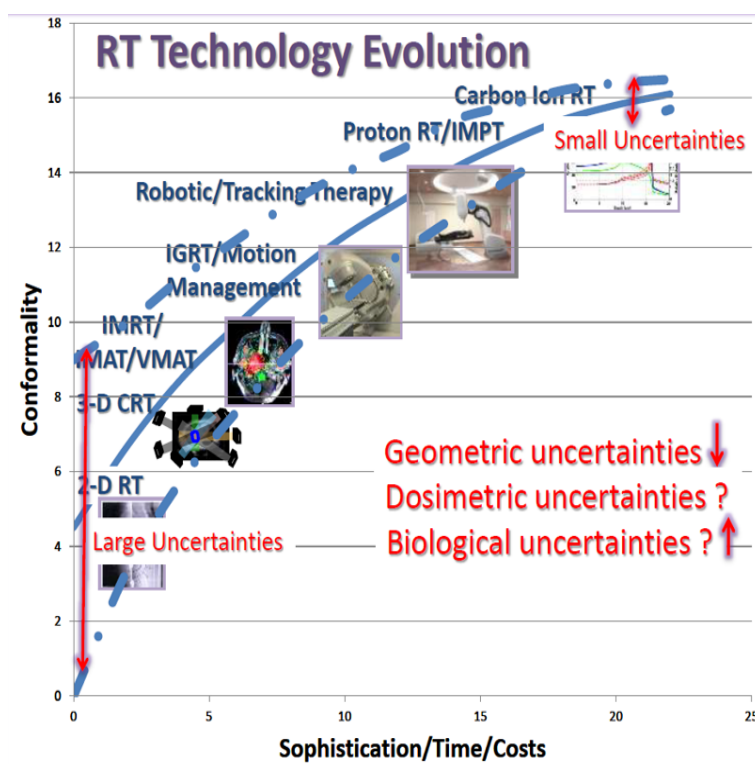 RT Technology Evolution
18
16
14
12
10
8
6
4
2
0
Conformality
Carbon Ion RT
Proton RT/IMPT
Small Uncertainties
Robotic/Tracking Therapy
IGRT/Motion
Management
IMRT/
IMAT/VMAT
3-D CRT
2-D RT
Large Uncertainties
Geometric uncertainties
Dosimetric uncertainties ?
Biological uncertainties ?
0
5
10
15
20
25
Sophistication/Time/Costs